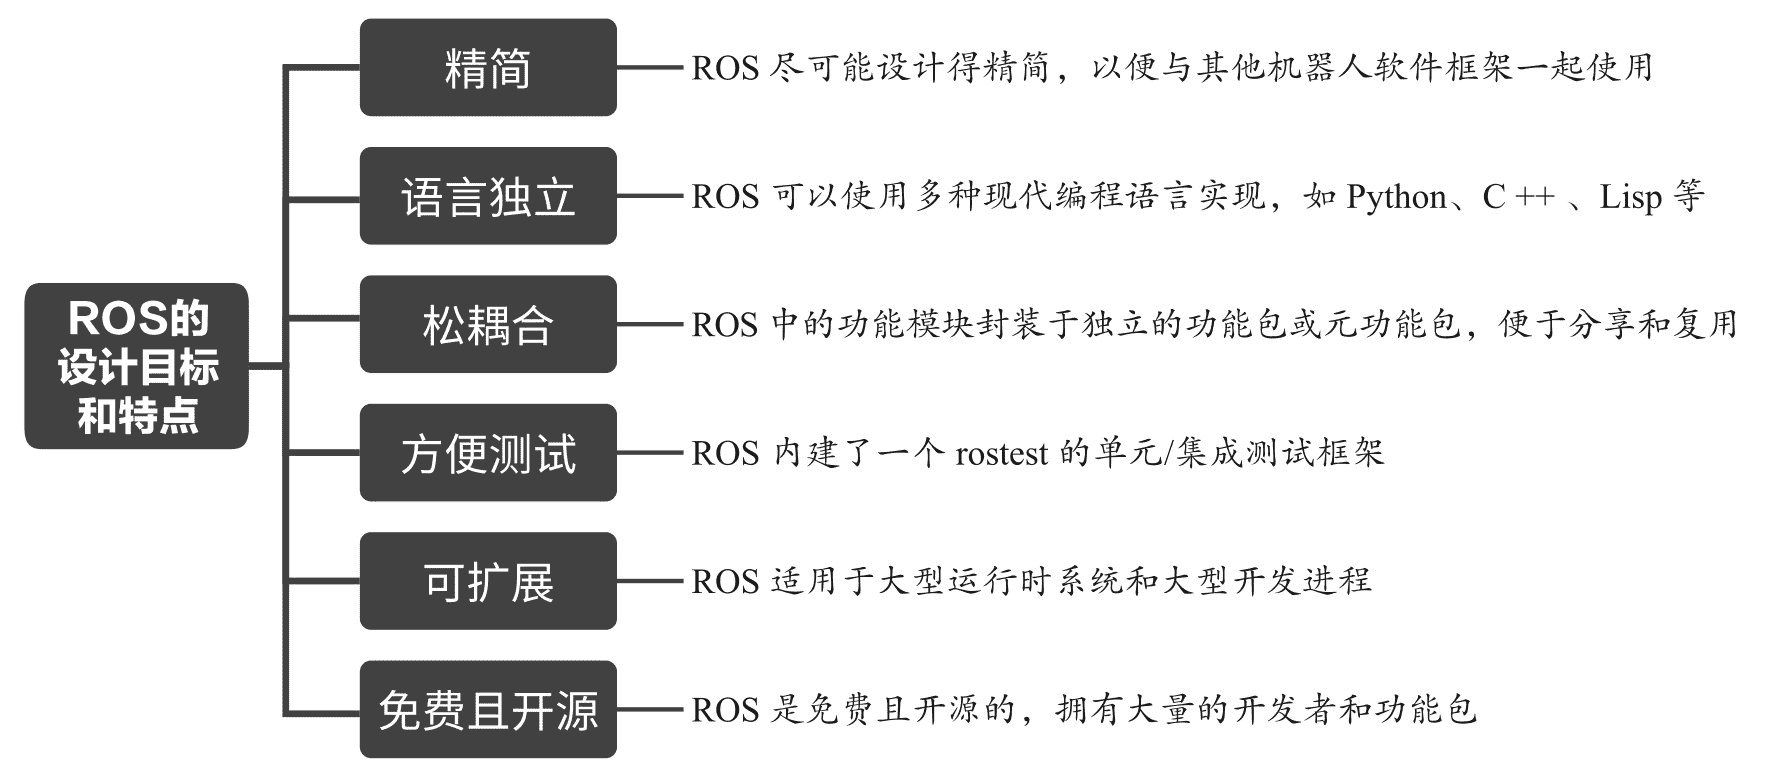 ROS的
设计目标
和特点
精简
ROS 尽可能设计得精简，以便与其他机器人软件框架一起使用
语言独立
ROS 可以使用多种现代编程语言实现，如 Python、C ++ 、Lisp 等
松耦合
ROS 中的功能模块封装于独立的功能包或元功能包，便于分享和复用
方便测试
ROS 内建了一个 rostest 的单元/集成测试框架
可扩展
ROS 适用于大型运行时系统和大型开发进程
免费且开源
ROS 是免费且开源的，拥有大量的开发者和功能包